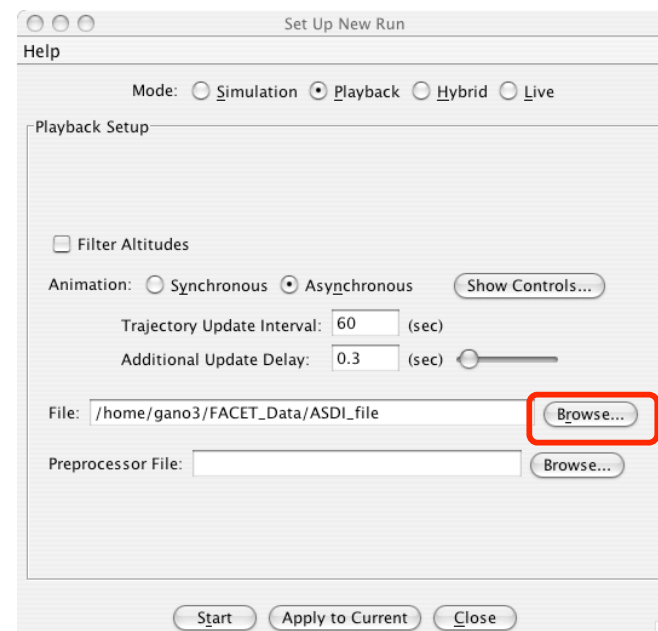 Set Up New Run
Help
Mode: Simulation Playback Hybrid Live
Playback Setup
Filter Altitudes
Animation: Synchronous Asynchronous Show Controls...
Trajectory Update Interval: 60 (sec)
Additional Update Delay: 0.3 (sec)
File: /home/gano3/FACET_Data/ASDI_file Browse...
Preprocessor File: Browse...
Start Apply to Current Close